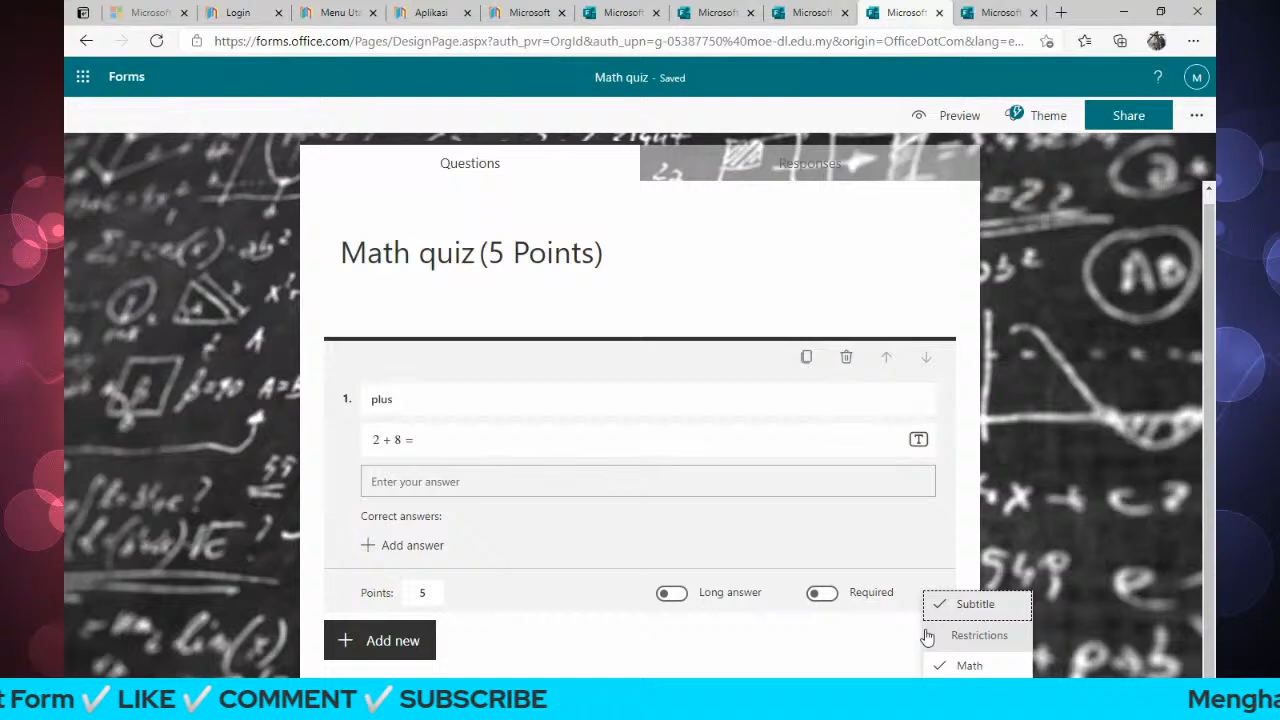 Microsoft
Login
Menu Uti
Aplikasi
Microsoft
Microsoft
Microsoft
Microsoft
Microsoft
Microsoft
https://forms.office.com/Pages/DesignPage.aspx?auth_pvr=OrgId&auth_upn=g-05387750%40moe-dl.edu.my&origin=OfficeDotCom&lang=e...
Forms
Math quiz - Saved
?
M
Preview
Theme
Share
Questions
Responses
Math quiz (5 Points)
1.
plus
2 + 8 =
T
Enter your answer
Correct answers:
Add answer
Points: 5
Long answer
Required
Subtitle
Restrictions
Math
Add new
t Form ✓ LIKE ✓ COMMENT ✓ SUBSCRIBE
Mengha